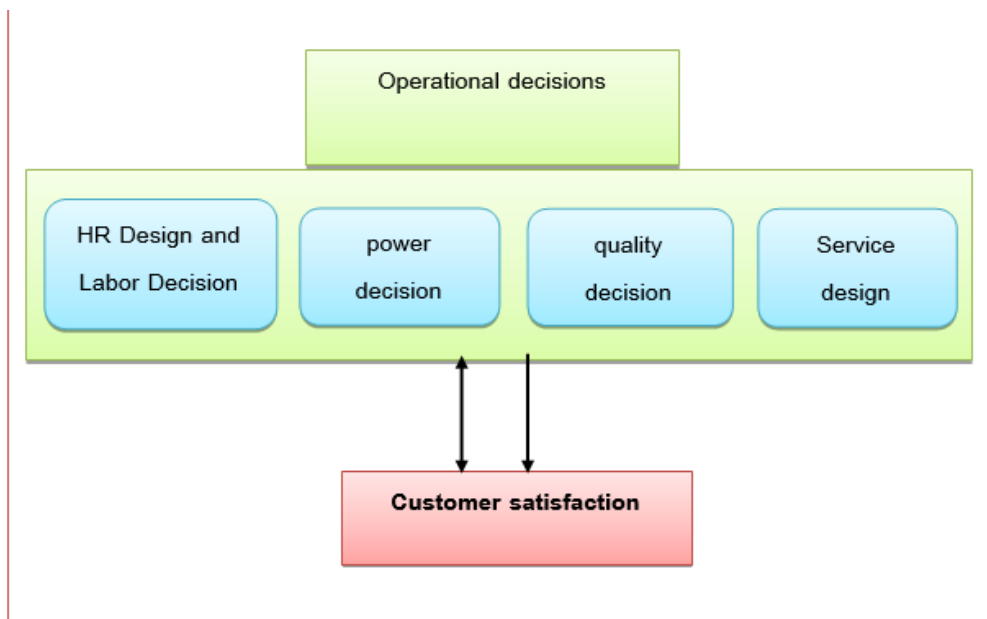 Operational decisions
HR Design and
Labor Decision
power
decision
quality
decision
Service
design
Customer satisfaction